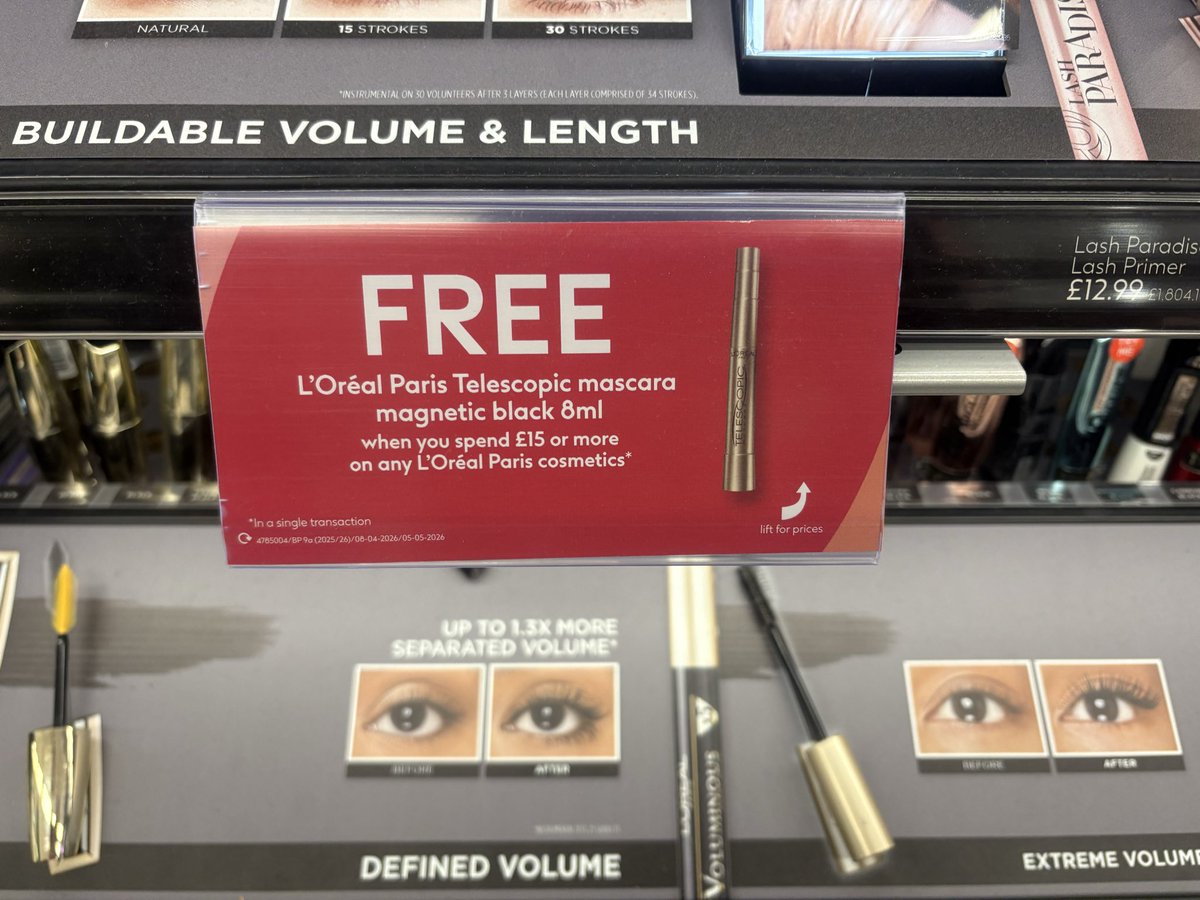 NATURAL
15 STROKES
30 STROKES
*INSTRUMENTAL ON 30 VOLUNTEERS AFTER 3 LAYERS (EACH LAYER COMPRISED OF 34 STROKES).
LASH
PARADIS
BUILDABLE VOLUME & LENGTH
Lash Paradis
Lash Primer
£12.99
FREE
L'Oréal Paris Telescopic mascara
magnetic black 8ml
when you spend £15 or more
on any L'Oréal Paris cosmetics*
TELESCOPIC
*In a single transaction
4785004/BP 9a (2025/26)/08-04-2026/05-05-2026
lift for prices
UP TO 1.3X MORE
SEPARATED VOLUME*
BEFORE
AFTER
BEFORE
AFTER
VOLUMINOUS
DEFINED VOLUME
EXTREME VOLUME